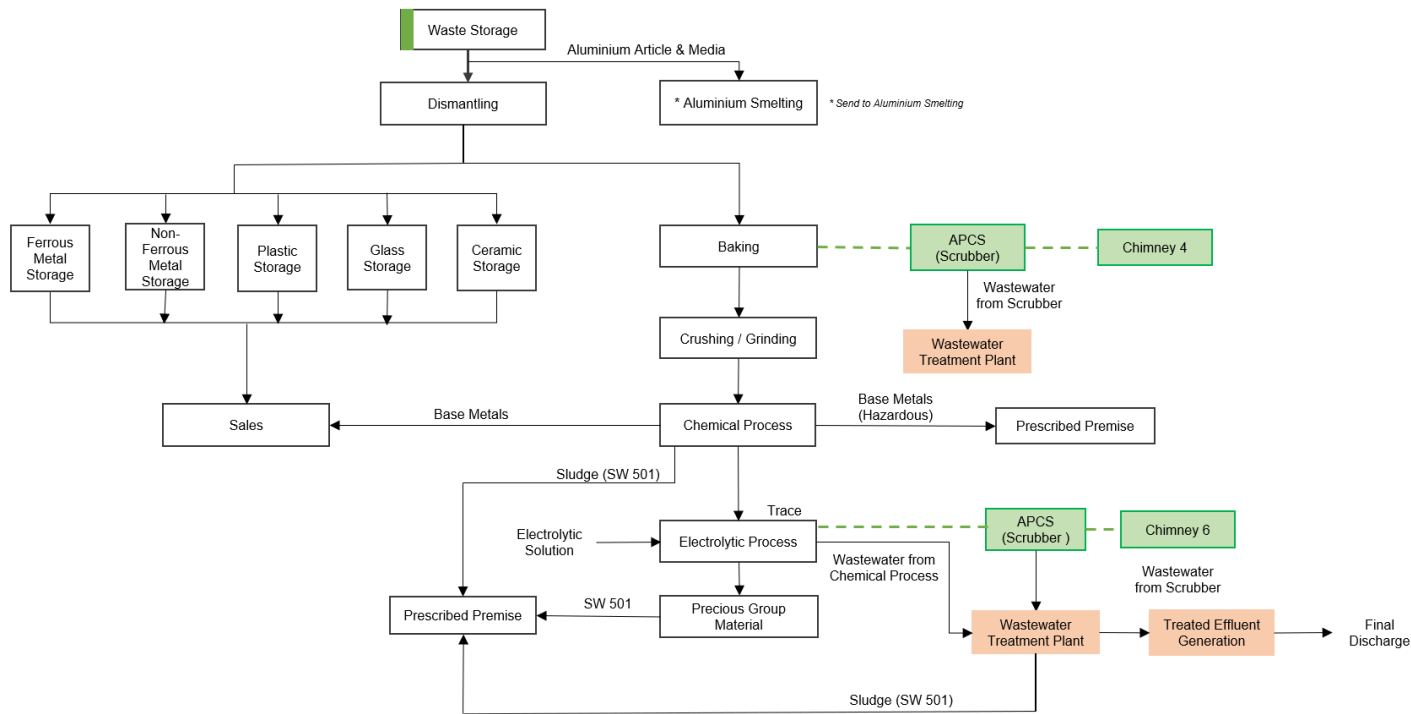 Waste Storage
Aluminium Article & Media
Dismantling
* Aluminium Smelting
* Send to Aluminium Smelting
Ferrous
Metal
Storage
Non-
Ferrous
Metal
Storage
Plastic
Storage
Glass
Storage
Ceramic
Storage
Baking
APCS
(Scrubber)
Chimney 4
Wastewater
from Scrubber
Crushing / Grinding
Wastewater
Treatment Plant
Sales
Base Metals
Chemical Process
Base Metals
(Hazardous)
Prescribed Premise
Sludge (SW 501)
Trace
Electrolytic
Solution
Electrolytic Process
APCS
(Scrubber )
Chimney 6
Wastewater from
Chemical Process
Wastewater
from Scrubber
Prescribed Premise
SW 501
Precious Group
Material
Wastewater
Treatment Plant
Treated Effluent
Generation
Final
Discharge
Sludge (SW 501)